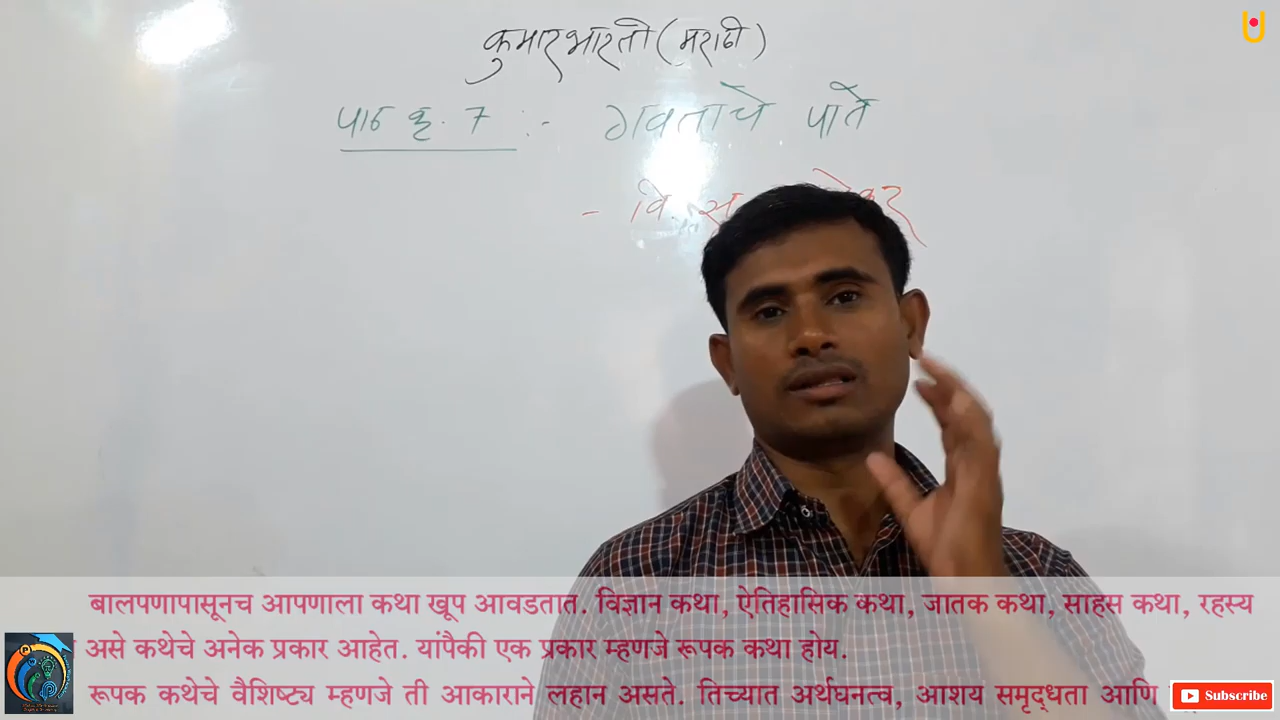 कुमारभारती (मराठी)
पाठ क्र. 7 :- गवताचे पाते
- वि. स.
बालपणापासूनच आपणाला कथा खूप आवडतात. विज्ञान कथा, ऐतिहासिक कथा, जातक कथा, साहस कथा, रहस्य
असे कथेचे अनेक प्रकार आहेत. यांपैकी एक प्रकार म्हणजे रूपक कथा होय.
रूपक कथेचे वैशिष्ट्य म्हणजे ती आकाराने लहान असते. तिच्यात अर्थघनत्व, आशय समृद्धता आणि
Subscribe